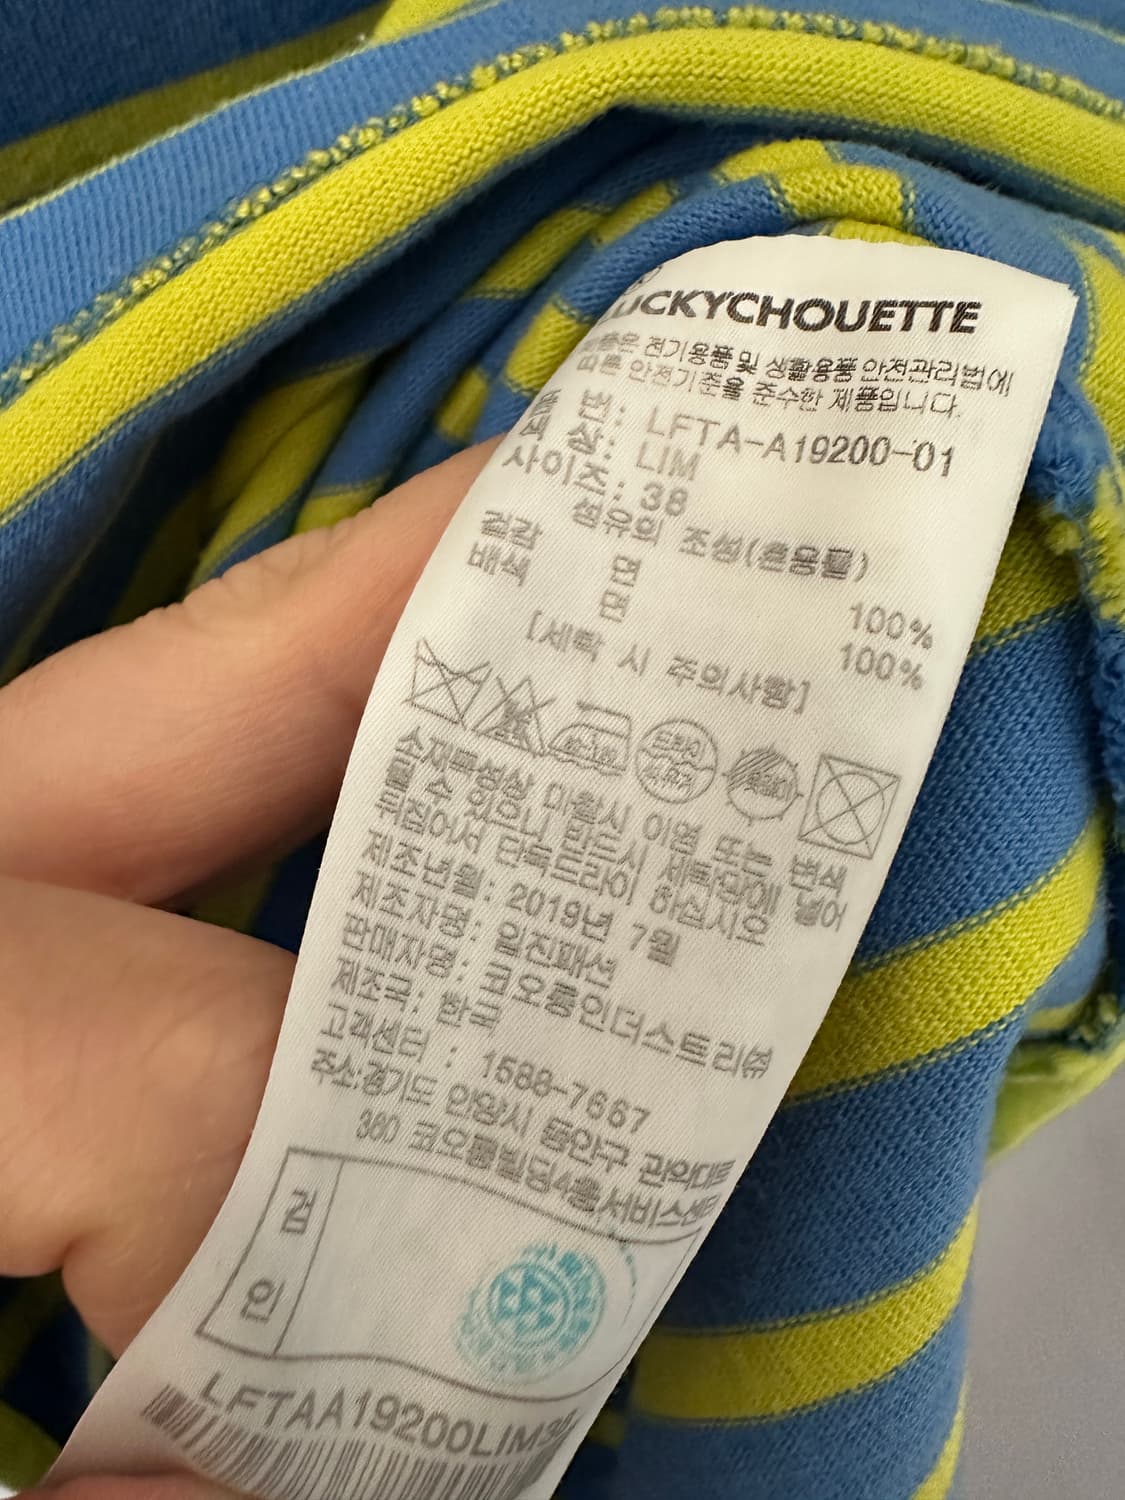 LUCKYCHOUETTE
은 전기용품 및 생활용품 안전관리법에
따른 안전기준을 준수한 제품입니다.
품 번: LFTA-A19200-01
색 상: LIM
사이즈: 38
섬유의 조성(혼용률)
겉감 면 100%
배색 면 100%
[세탁 시 주의사항]
드라이
소재특성상 마찰시 이염 또는 변색
될수 있으니 반드시 세탁망에 넣어
뒤집어서 단독드라이 하십시오
제조년월: 2019년 7월
제조자명: 일진패션
판매자명: 코오롱인더스트리㈜
제조국: 한국
고객센터 : 1588-7667
주소:경기도 안양시 동안구 관악대로
360 코오롱빌딩4층,서비스센터
검
인
LFTAA19200LIM38